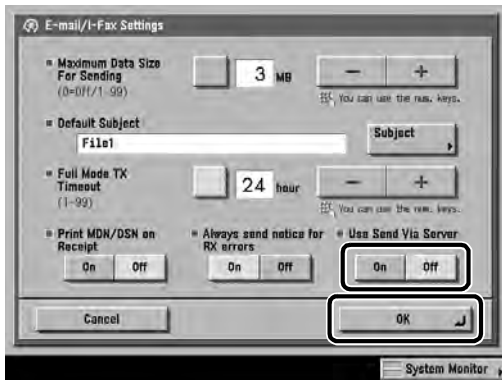 E-mail/I-Fax Settings
Maximum Data Size
For Sending
(0=Off/1-99)
3 MB
- +
You can use the num. keys.
Default Subject
File1
Subject
Full Mode TX
Timeout
(1-99)
24 hour
- +
You can use the num. keys.
Print MDN/DSN on
Receipt
On Off
Always send notice for
RX errors
On Off
Use Send Via Server
On Off
Cancel
OK
System Monitor